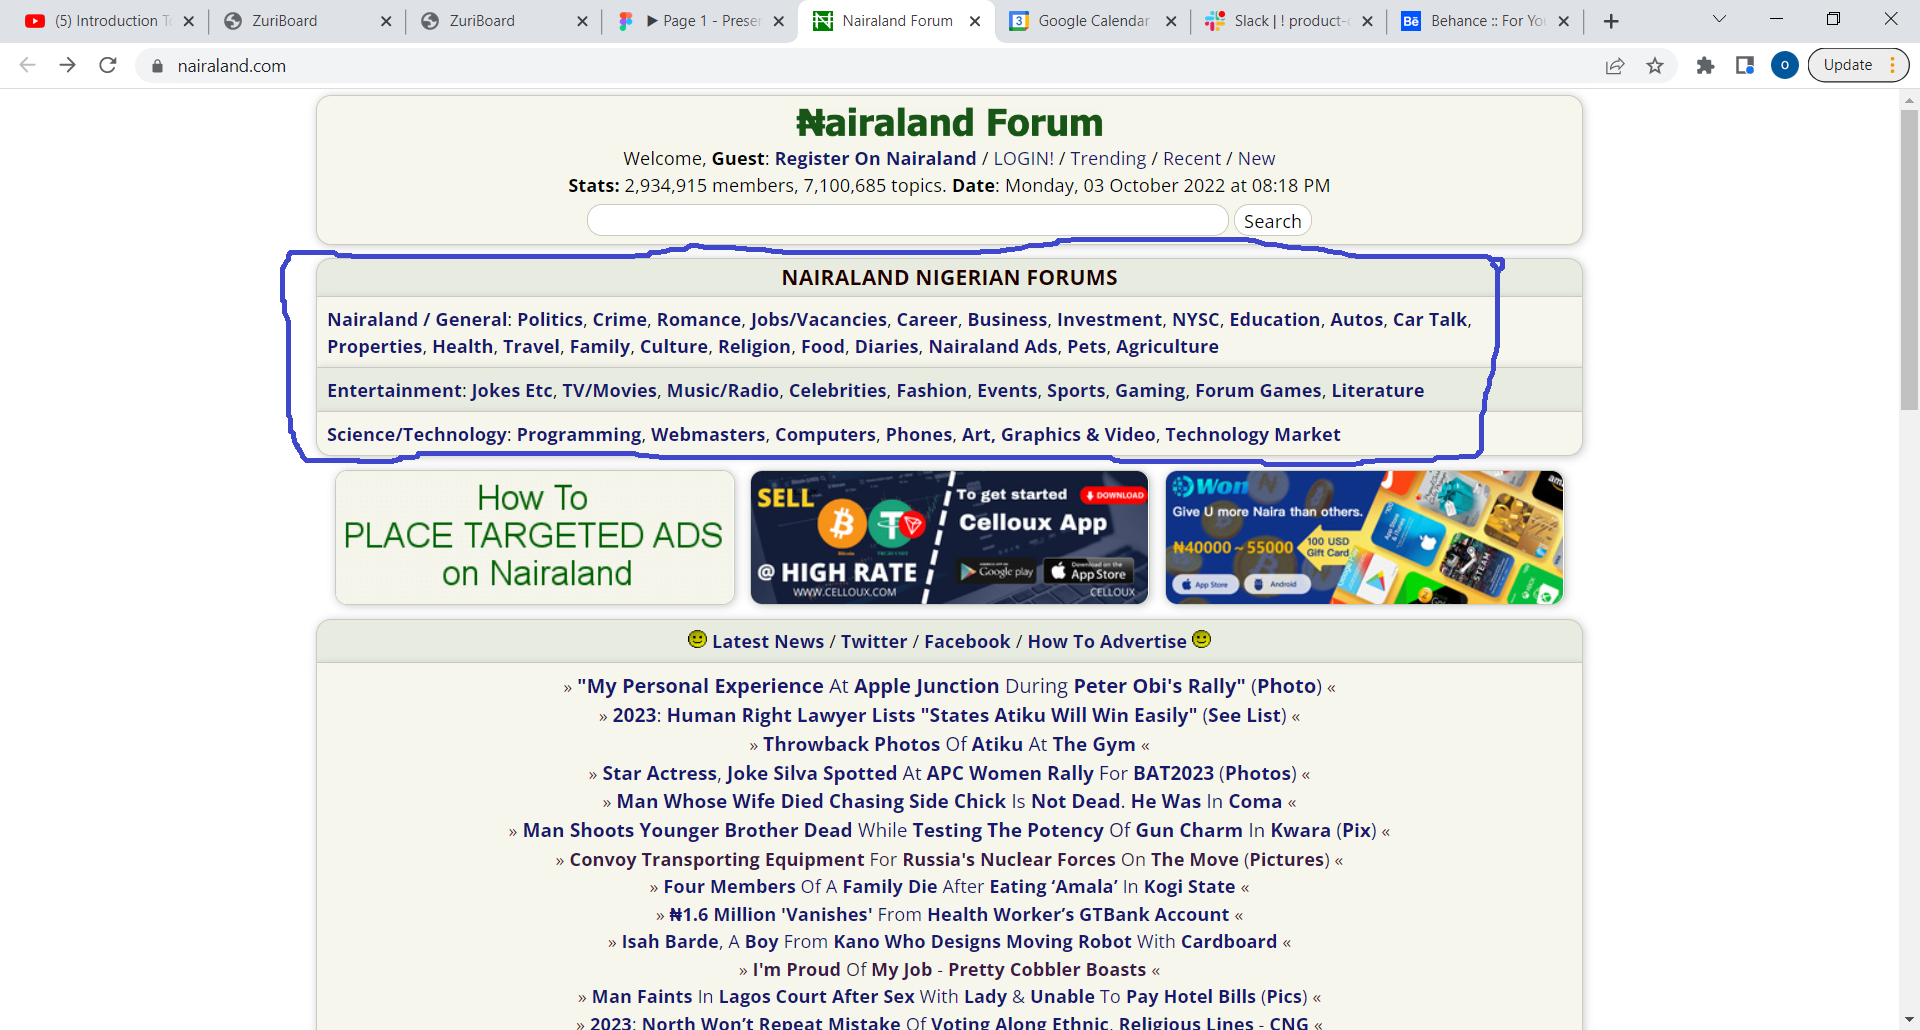 (5) Introduction T
ZuriBoard
ZuriBoard
Page 1 - Preser
Nairaland Forum
3
Google Calendar
Slack | ! product-
Bē
Behance :: For Yo
nairaland.com
O
Update
₦airaland Forum
Welcome, Guest: Register On Nairaland / LOGIN! / Trending / Recent / New
Stats: 2,934,915 members, 7,100,685 topics. Date: Monday, 03 October 2022 at 08:18 PM
Search
NAIRALAND NIGERIAN FORUMS
Nairaland / General: Politics, Crime, Romance, Jobs/Vacancies, Career, Business, Investment, NYSC, Education, Autos, Car Talk,
Properties, Health, Travel, Family, Culture, Religion, Food, Diaries, Nairaland Ads, Pets, Agriculture
Entertainment: Jokes Etc, TV/Movies, Music/Radio, Celebrities, Fashion, Events, Sports, Gaming, Forum Games, Literature
Science/Technology: Programming, Webmasters, Computers, Phones, Art, Graphics & Video, Technology Market
How To
PLACE TARGETED ADS
on Nairaland
SELL
@ HIGH RATE
WWW.CELLOUX.COM
To get started
DOWNLOAD
Celloux App
Google play
Download on the
App Store
CELLOUX
Won
Give U more Naira than others.
₦40000 ~ 55000
100 USD
Gift Card
App Store
Android
STEAM
Latest News / Twitter / Facebook / How To Advertise
» "My Personal Experience At Apple Junction During Peter Obi's Rally" (Photo) «
» 2023: Human Right Lawyer Lists "States Atiku Will Win Easily" (See List) «
» Throwback Photos Of Atiku At The Gym «
» Star Actress, Joke Silva Spotted At APC Women Rally For BAT2023 (Photos) «
» Man Whose Wife Died Chasing Side Chick Is Not Dead. He Was In Coma «
» Man Shoots Younger Brother Dead While Testing The Potency Of Gun Charm In Kwara (Pix) «
» Convoy Transporting Equipment For Russia's Nuclear Forces On The Move (Pictures) «
» Four Members Of A Family Die After Eating ‘Amala’ In Kogi State «
» ₦1.6 Million 'Vanishes' From Health Worker’s GTBank Account «
» Isah Barde, A Boy From Kano Who Designs Moving Robot With Cardboard «
» I'm Proud Of My Job - Pretty Cobbler Boasts «
» Man Faints In Lagos Court After Sex With Lady & Unable To Pay Hotel Bills (Pics) «
» 2023: North Won’t Repeat Mistake Of Voting Along Ethnic, Religious Lines - CNG «